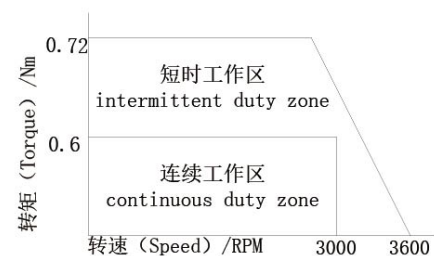 转矩（Torque）/Nm
0.72
短时工作区
intermittent duty zone
0.6
连续工作区
continuous duty zone
转速（Speed）/RPM
3000
3600